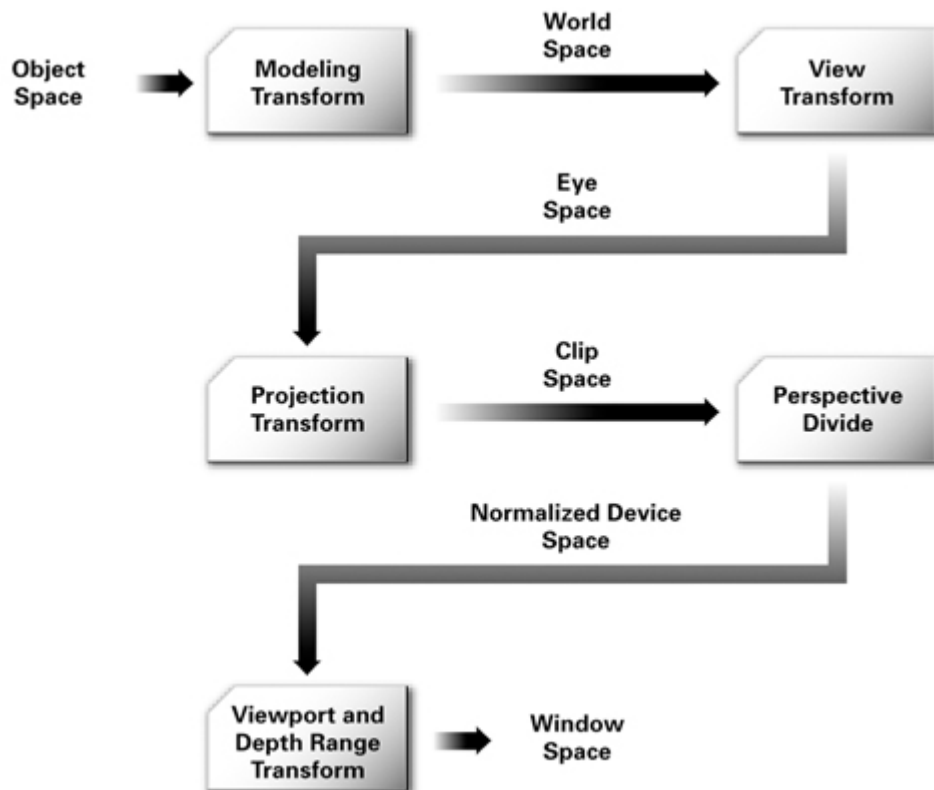 Object
Space
Modeling
Transform
World
Space
View
Transform
Eye
Space
Projection
Transform
Clip
Space
Perspective
Divide
Normalized Device
Space
Viewport and
Depth Range
Transform
Window
Space